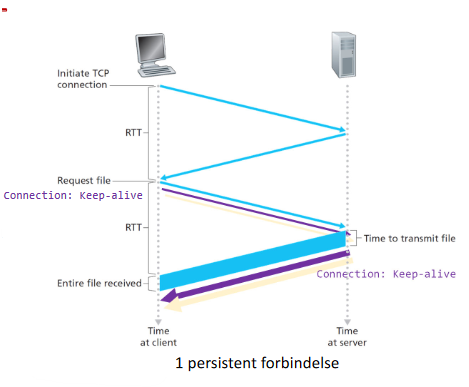 Initiate TCP
connection
RTT
Request file
Connection: Keep-alive
RTT
Time to transmit file
Connection: Keep-alive
Entire file received
Time
at client
Time
at server
1 persistent forbindelse